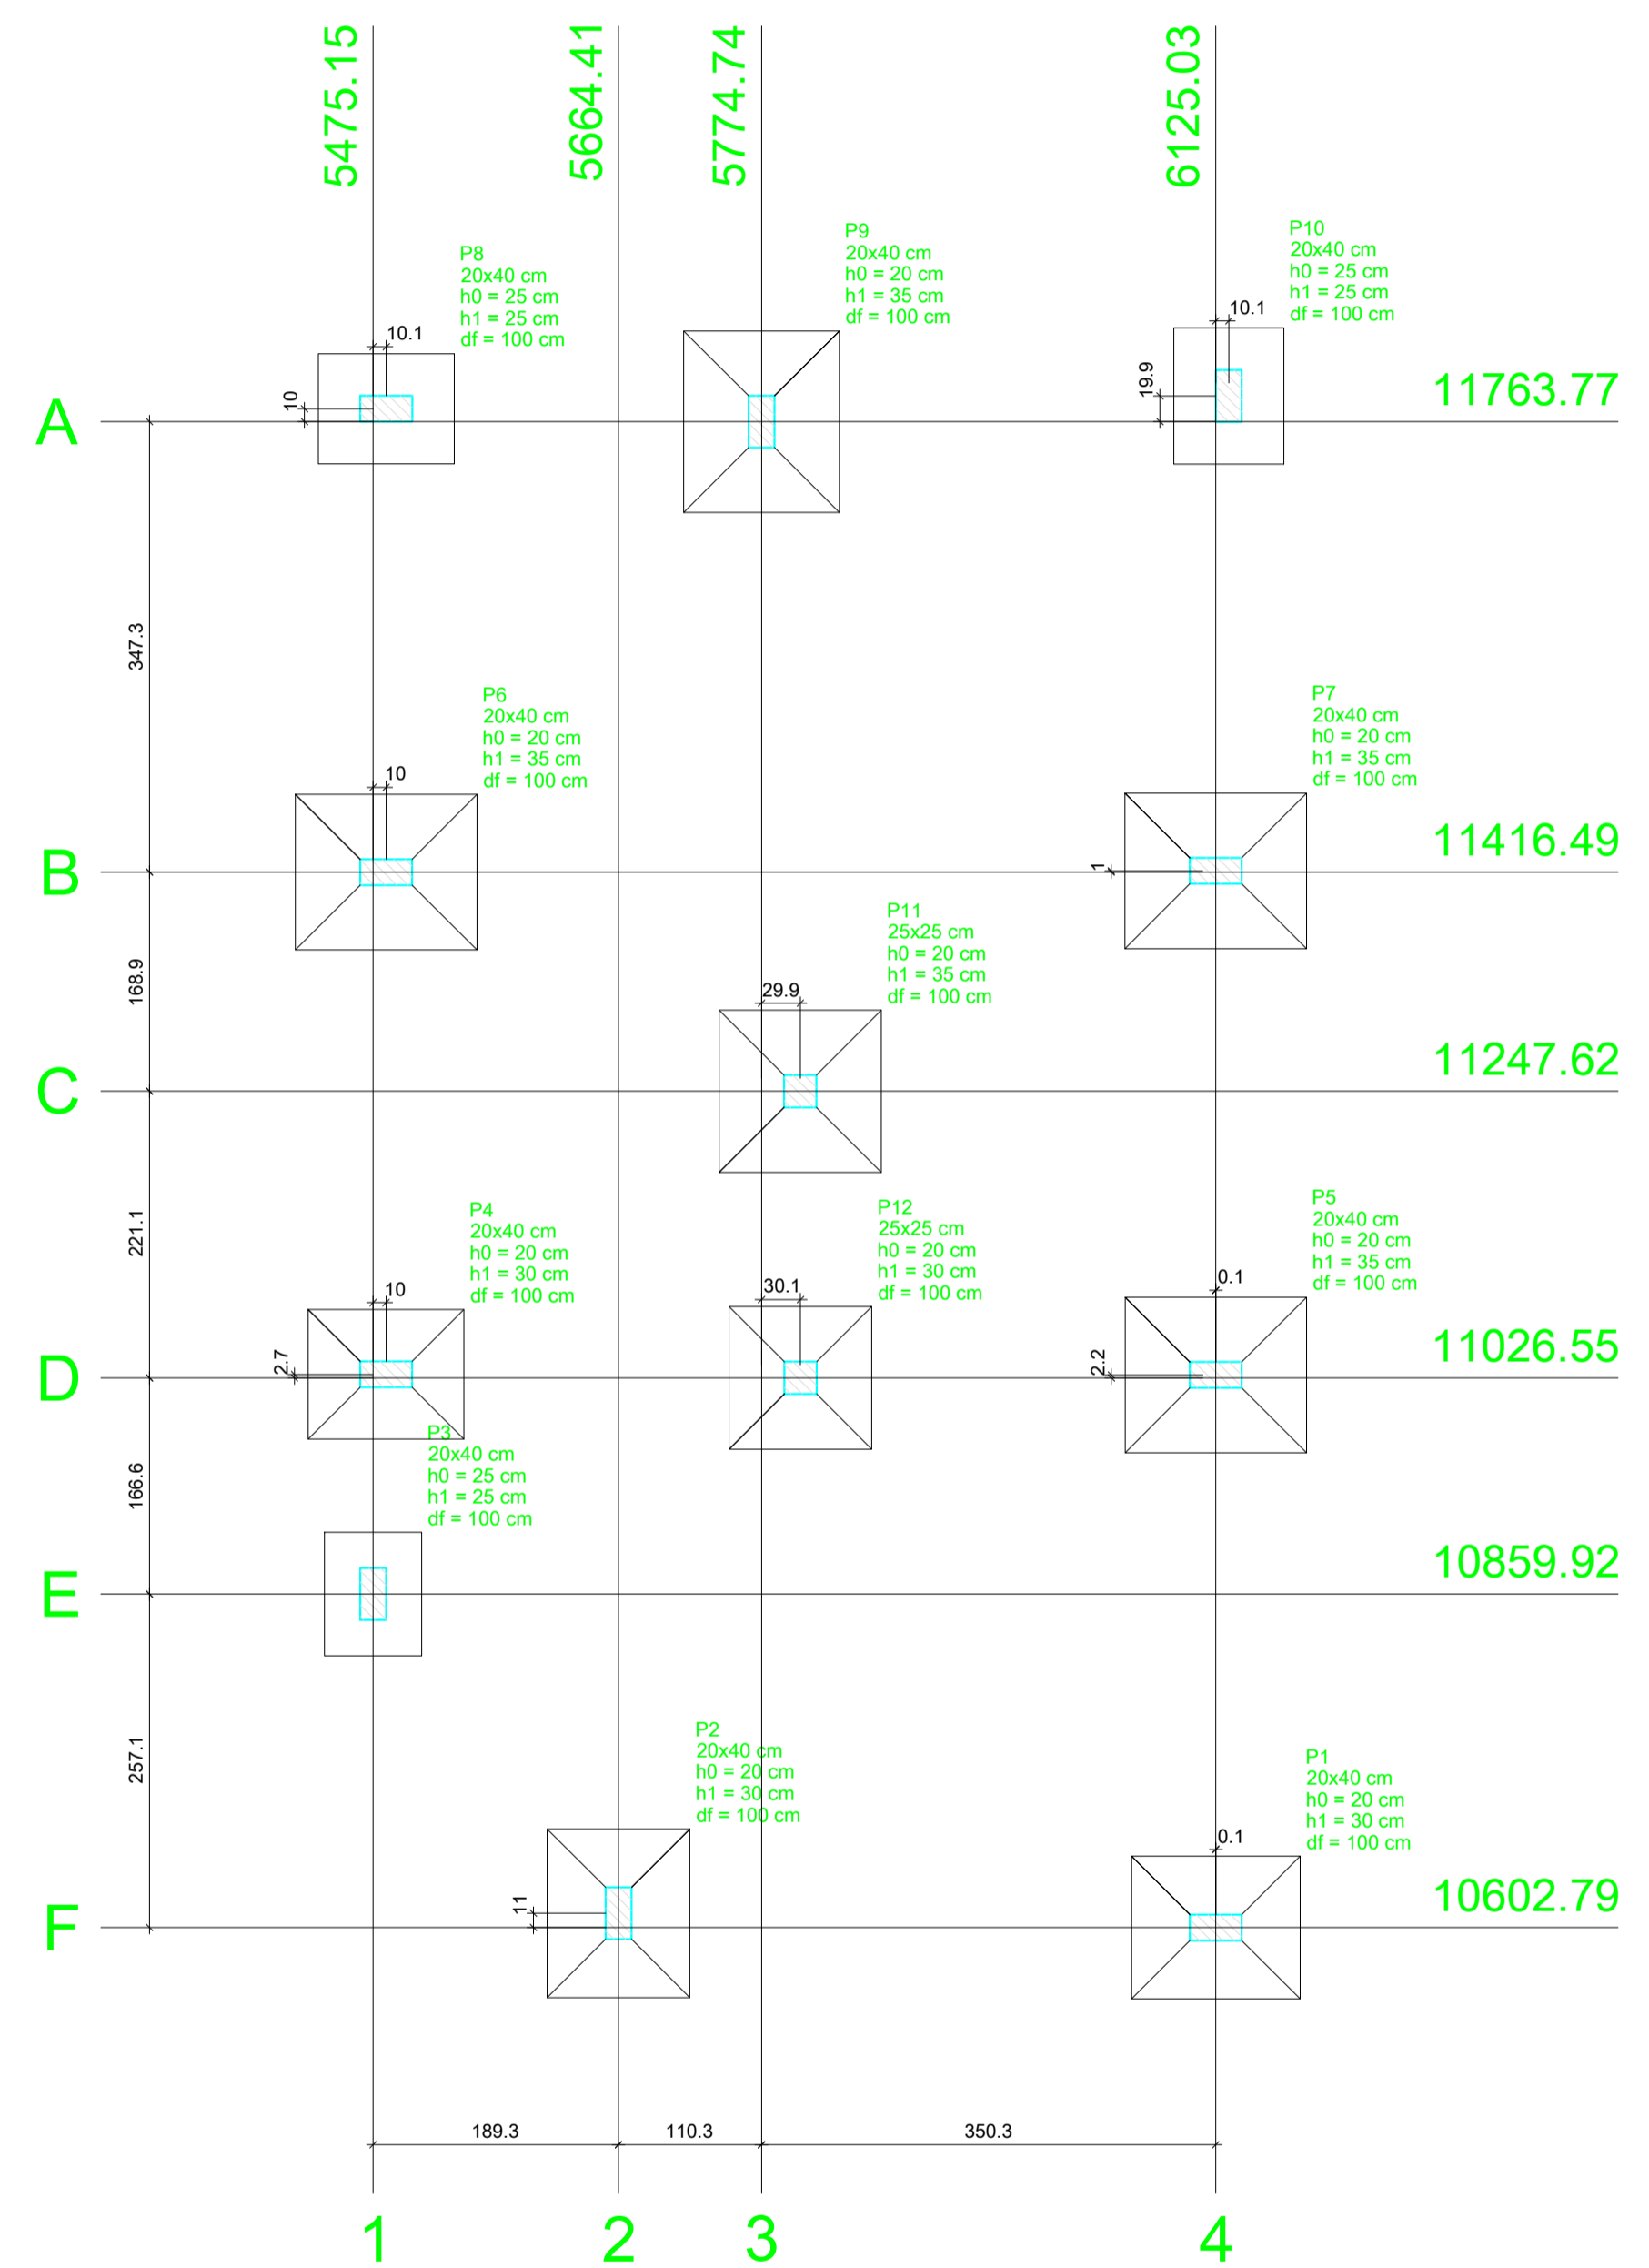 5475.15
5664.41
5774.74
6125.03
P8
20x40 cm
h0 = 25 cm
h1 = 25 cm
df = 100 cm
P9
20x40 cm
h0 = 20 cm
h1 = 35 cm
df = 100 cm
P10
20x40 cm
h0 = 25 cm
h1 = 25 cm
df = 100 cm
10.1
10
10.1
19.9
A
11763.77
347.3
P6
20x40 cm
h0 = 20 cm
h1 = 35 cm
df = 100 cm
10
P7
20x40 cm
h0 = 20 cm
h1 = 35 cm
df = 100 cm
1
B
11416.49
168.9
P11
25x25 cm
h0 = 20 cm
h1 = 35 cm
df = 100 cm
29.9
C
11247.62
221.1
P4
20x40 cm
h0 = 20 cm
h1 = 30 cm
df = 100 cm
10
2.7
P12
25x25 cm
h0 = 20 cm
h1 = 30 cm
df = 100 cm
30.1
P5
20x40 cm
h0 = 20 cm
h1 = 35 cm
df = 100 cm
0.1
2.2
D
11026.55
166.6
P3
20x40 cm
h0 = 25 cm
h1 = 25 cm
df = 100 cm
E
10859.92
257.1
P2
20x40 cm
h0 = 20 cm
h1 = 30 cm
df = 100 cm
11
P1
20x40 cm
h0 = 20 cm
h1 = 30 cm
df = 100 cm
0.1
F
10602.79
189.3
110.3
350.3
1
2
3
4